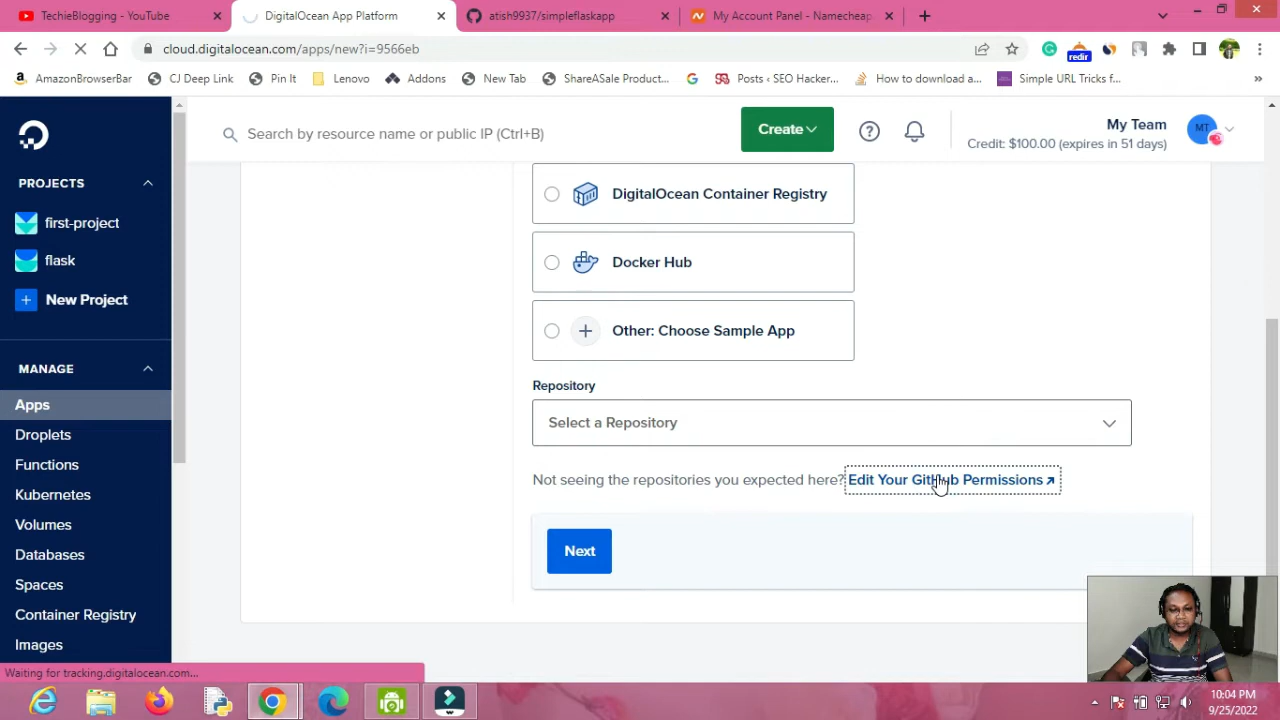 TechieBlogging - YouTube
DigitalOcean App Platform
atish9937/simpleflaskapp
My Account Panel - Namecheap
cloud.digitalocean.com/apps/new?i=9566eb
redir
AmazonBrowserBar
CJ Deep Link
Pin It
Lenovo
Addons
New Tab
ShareASale Product...
Posts ‹ SEO Hacker...
How to download a...
Simple URL Tricks f...
Search by resource name or public IP (Ctrl+B)
Create
My Team
Credit: $100.00 (expires in 51 days)
MT
PROJECTS
first-project
flask
New Project
MANAGE
Apps
Droplets
Functions
Kubernetes
Volumes
Databases
Spaces
Container Registry
Images
DigitalOcean Container Registry
Docker Hub
Other: Choose Sample App
Repository
Select a Repository
Not seeing the repositories you expected here? Edit Your GitHub Permissions
Next
Waiting for tracking.digitalocean.com...
10:04 PM
9/25/2022